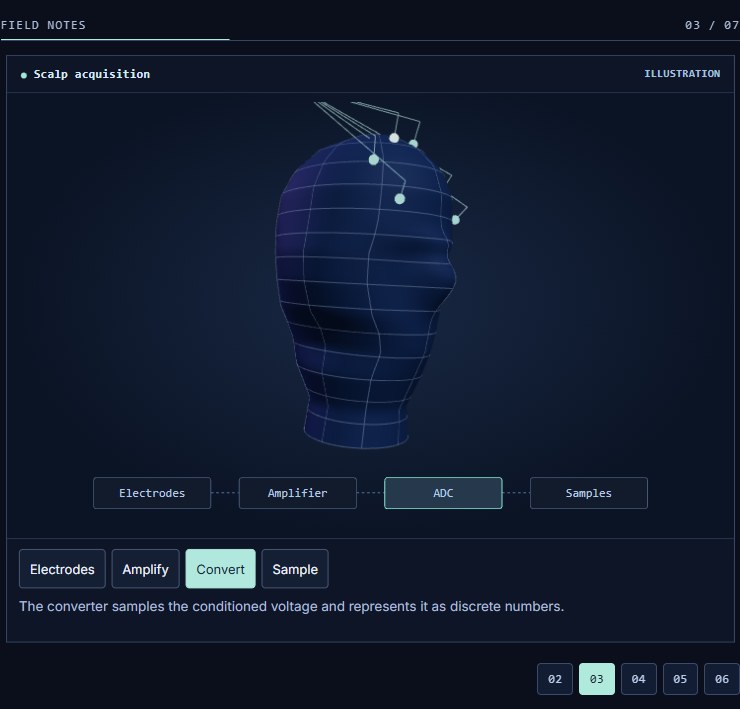 FIELD NOTES 03 / 07
Scalp acquisition ILLUSTRATION
Electrodes Amplifier ADC Samples
Electrodes Amplify Convert Sample
The converter samples the conditioned voltage and represents it as discrete numbers.
02 03 04 05 06